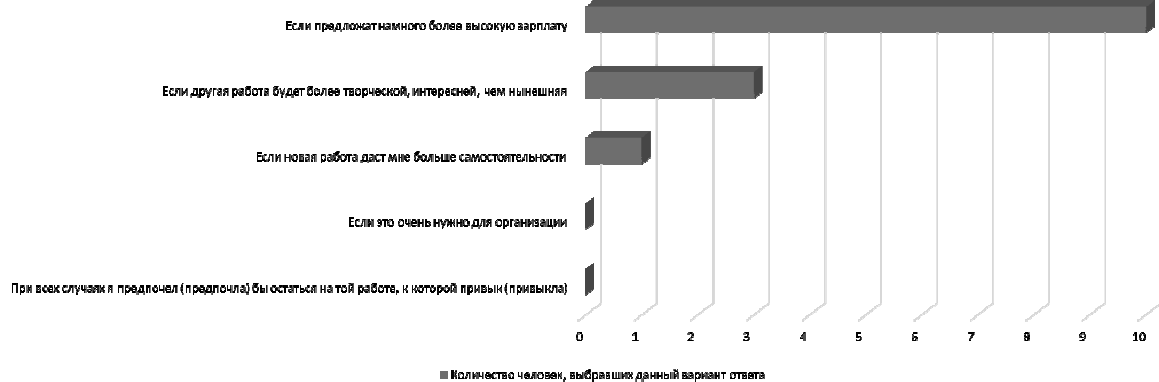 Если предложат намного более высокую зарплату
Если другая работа будет более творческой, интересней, чем нынешняя
Если новая работа даст мне больше самостоятельности
Если это очень нужно для организации
При всех случаях я предпочел (предпочла) бы остаться на той работе, к которой привык (привыкла)
0 1 2 3 4 5 6 7 8 9 10
Количество человек, выбравших данный вариант ответа